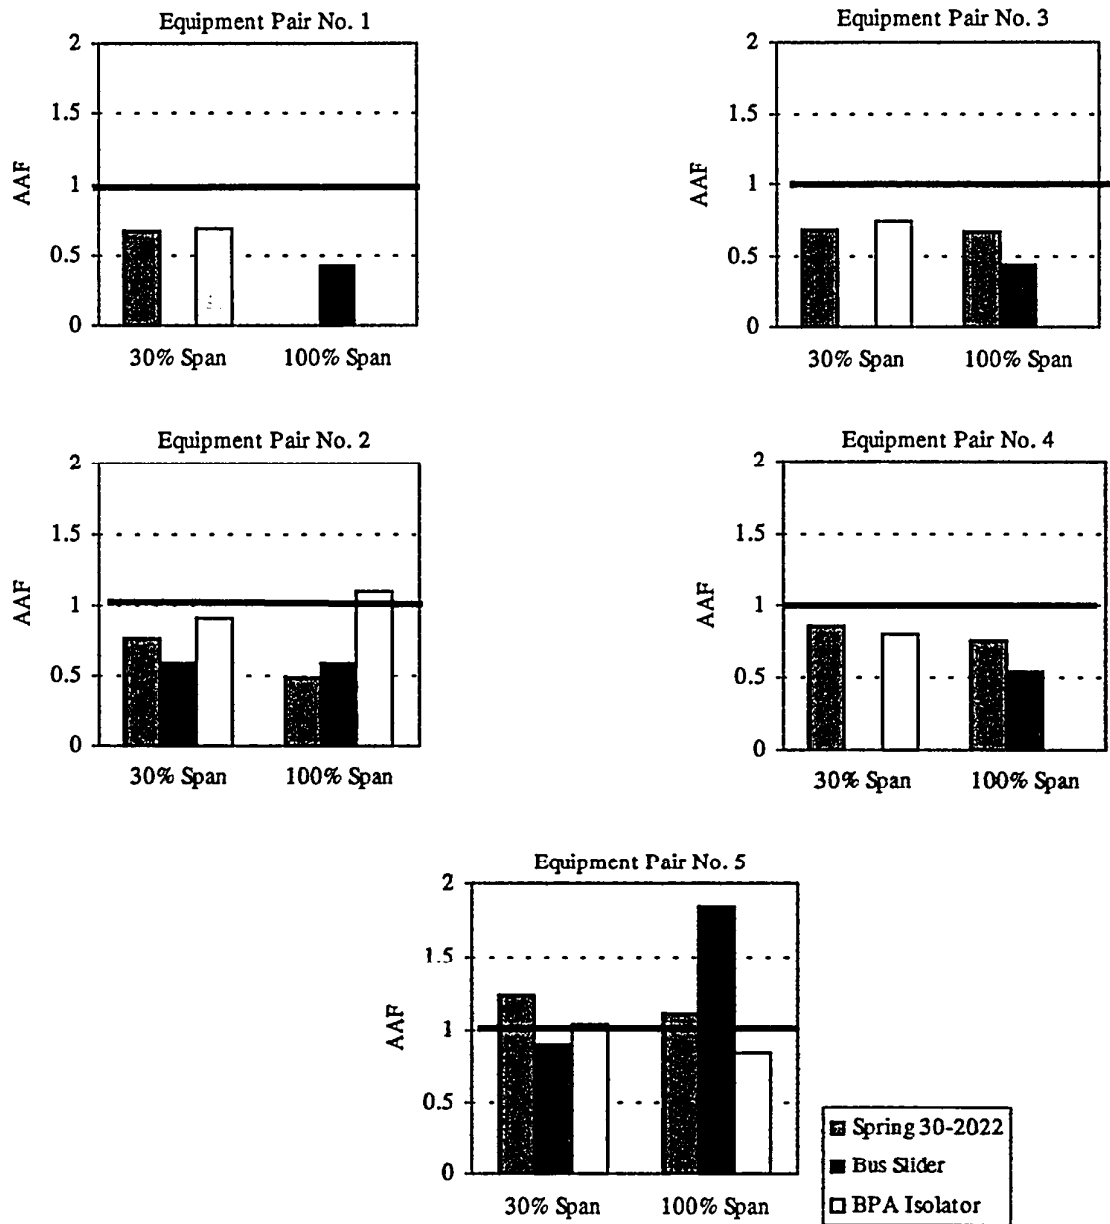 Equipment Pair No. 1
2
1.5
1
0.5
0
AAF
30% Span 100% Span
Equipment Pair No. 3
2
1.5
1
0.5
0
AAF
30% Span 100% Span
Equipment Pair No. 2
2
1.5
1
0.5
0
AAF
30% Span 100% Span
Equipment Pair No. 4
2
1.5
1
0.5
0
AAF
30% Span 100% Span
Equipment Pair No. 5
2
1.5
1
0.5
0
AAF
30% Span 100% Span
Spring 30-2022
Bus Slider
BPA Isolator